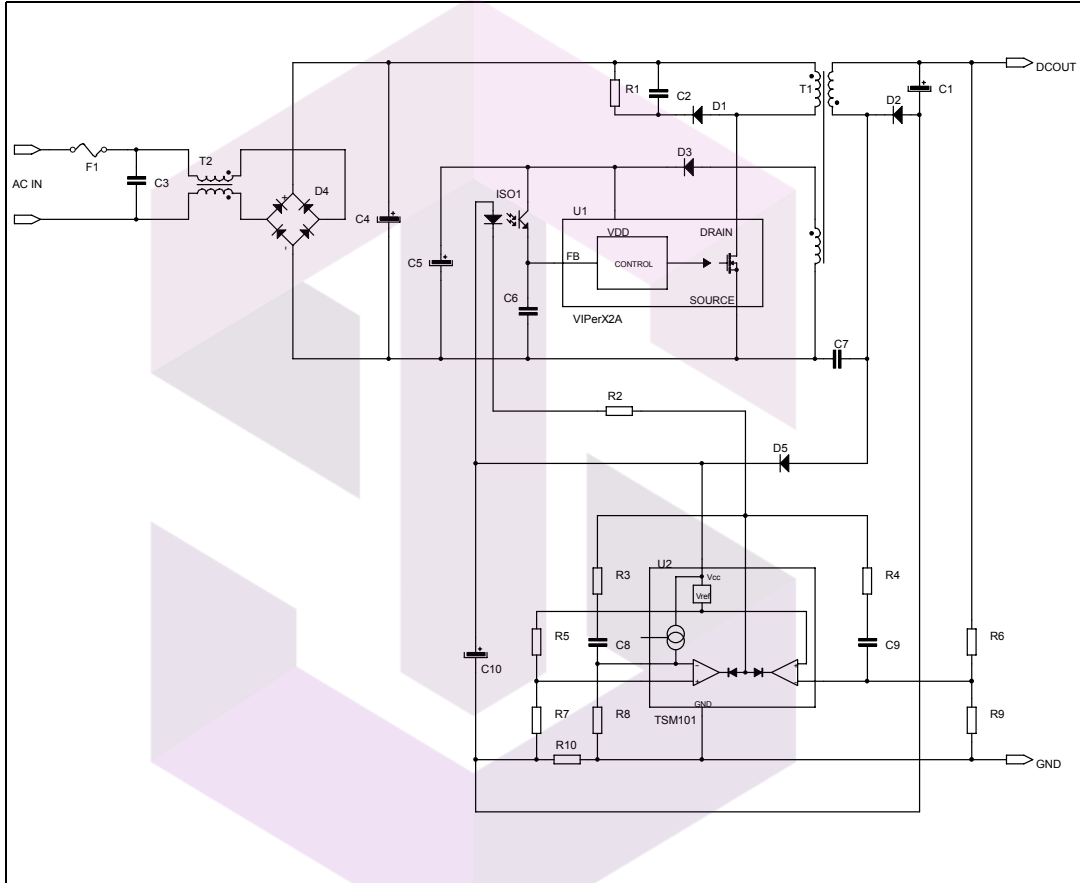 DCOUT
R1
C2
D1
T1
D2
C1
F1
AC IN
C3
T2
D4
+
-
C4
C5
ISO1
D3
U1
VDD
DRAIN
FB
CONTROL
SOURCE
VIPerX2A
C6
C7
R2
D5
U2
R3
Vcc
Vref
R4
R5
C8
C9
R6
C10
R7
R8
GND
TSM101
R9
R10
GND